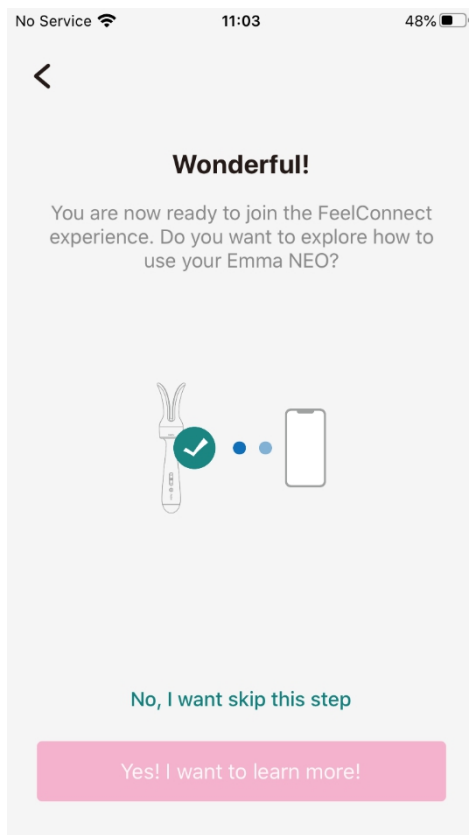 No Service 11:03 48%
Wonderful!
You are now ready to join the FeelConnect
experience. Do you want to explore how to
use your Emma NEO?
No, I want skip this step
Yes! I want to learn more!